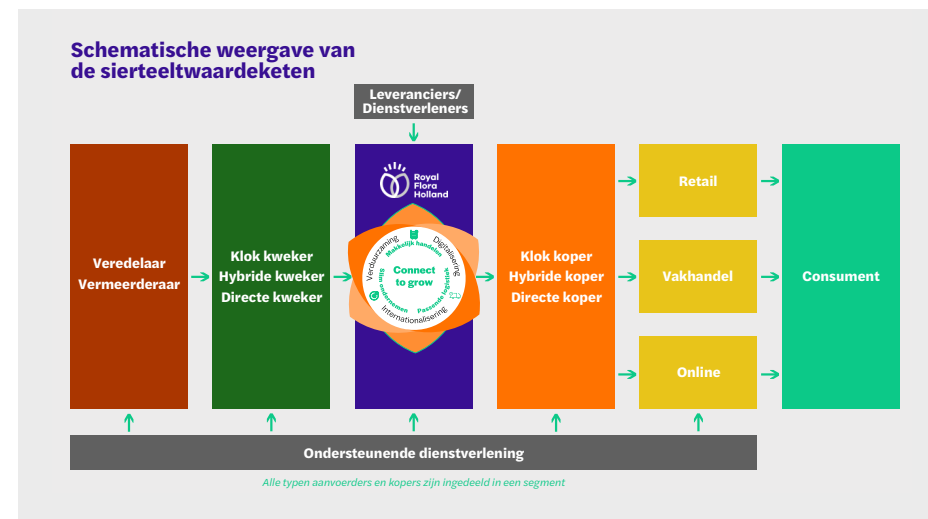 Schematische weergave van
de sierteeltwaardeketen
Leveranciers/
Dienstverleners
Royal
Flora
Holland
Veredelaar
Vermeerderaar
Klok kweker
Hybride kweker
Directe kweker
Verduurzaming
Digitalisering
Internationalisering
Makkelijk handelen
Passende logistiek
Slim ondernemen
Connect
to grow
Klok koper
Hybride koper
Directe koper
Retail
Vakhandel
Online
Consument
Ondersteunende dienstverlening
Alle typen aanvoerders en kopers zijn ingedeeld in een segment